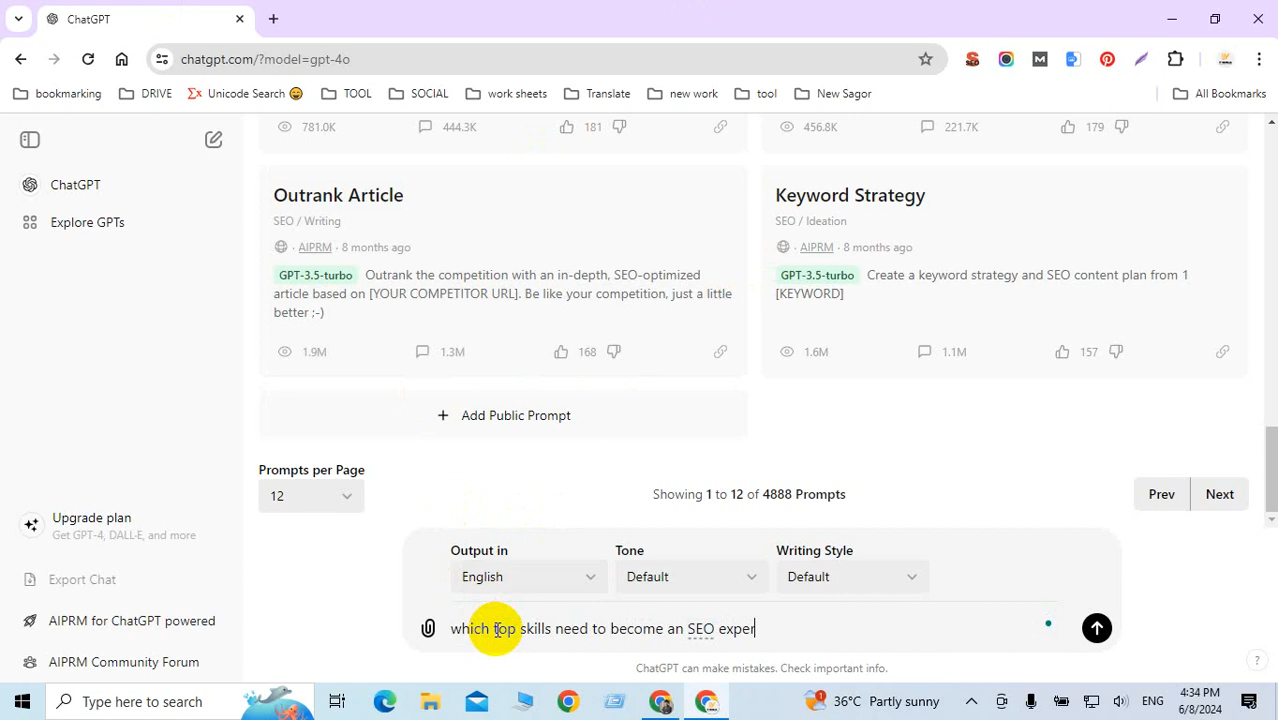 ChatGPT
chatgpt.com/?model=gpt-4o
bookmarking DRIVE Unicode Search TOOL SOCIAL work sheets Translate new work tool New Sagor All Bookmarks
781.0K 444.3K 181 456.8K 221.7K 179
ChatGPT
Explore GPTs
Outrank Article
SEO / Writing
· AIPRM · 8 months ago
GPT-3.5-turbo Outrank the competition with an in-depth, SEO-optimized
article based on [YOUR COMPETITOR URL]. Be like your competition, just a little
better ;-)
1.9M 1.3M 168
Keyword Strategy
SEO / Ideation
· AIPRM · 8 months ago
GPT-3.5-turbo Create a keyword strategy and SEO content plan from 1
[KEYWORD]
1.6M 1.1M 157
+ Add Public Prompt
Prompts per Page
12
Showing 1 to 12 of 4888 Prompts
Prev Next
Upgrade plan
Get GPT-4, DALL·E, and more
Export Chat
AIPRM for ChatGPT powered
AIPRM Community Forum
Output in Tone Writing Style
English Default Default
which top skills need to become an SEO exper
ChatGPT can make mistakes. Check important info.
?
Type here to search
1
36°C Partly sunny
ENG
4:34 PM
6/8/2024